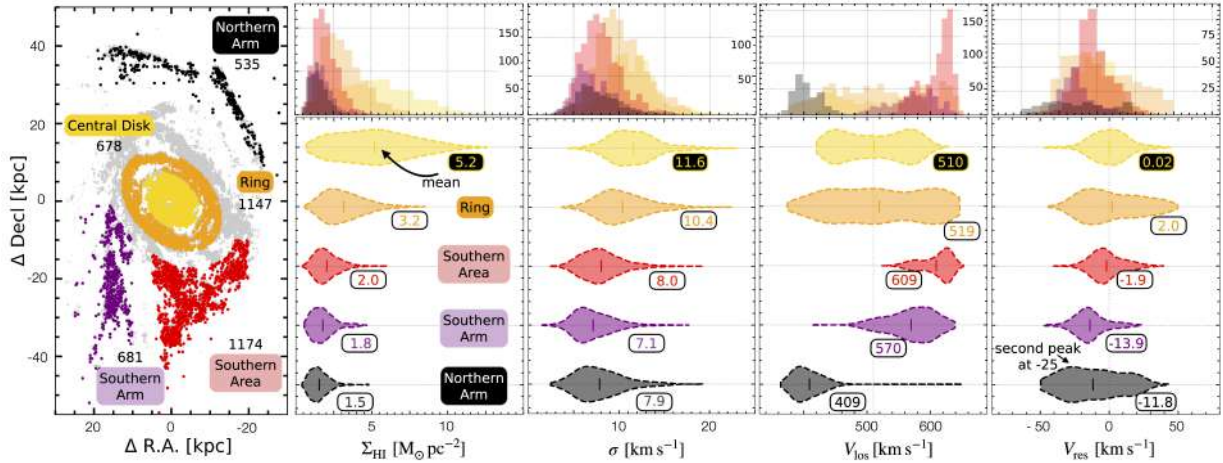 Northern
Arm
535
Central Disk
678
Ring
1147
681
Southern
Arm
1174
Southern
Area
40
20
0
-20
-40
20
0
-20
Δ Decl [kpc]
Δ R.A. [kpc]
100
50
5.2
mean
3.2
Ring
2.0
Southern
Area
1.8
Southern
Arm
1.5
Northern
Arm
0
5
10
Σ_HI [M_⊙ pc⁻²]
150
100
50
11.6
10.4
8.0
7.1
7.9
0
10
20
σ [km s⁻¹]
150
100
50
510
519
609
570
409
500
600
V_los [km s⁻¹]
75
50
25
0.02
2.0
-1.9
-13.9
second peak
at -25
-11.8
- 50
0
50
V_res [km s⁻¹]